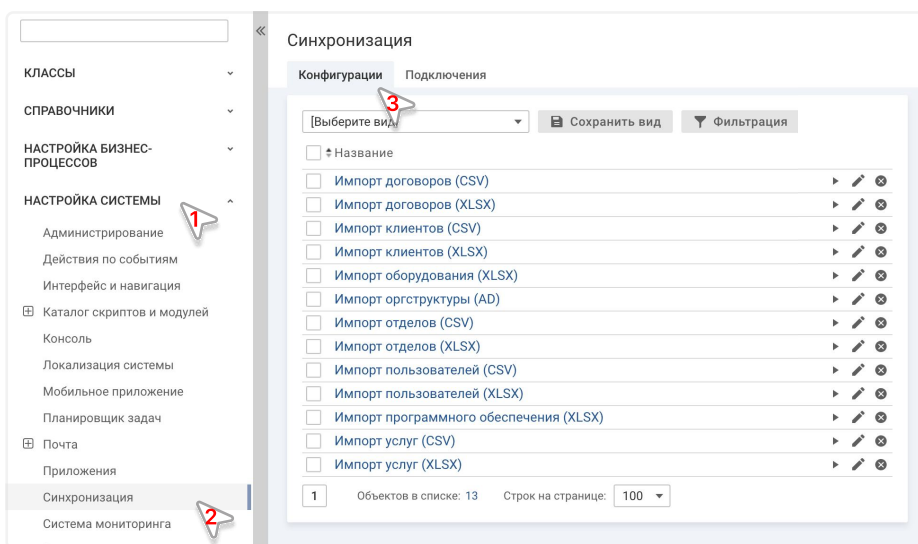 КЛАССЫ
СПРАВОЧНИКИ
НАСТРОЙКА БИЗНЕС-
ПРОЦЕССОВ
НАСТРОЙКА СИСТЕМЫ
1
Администрирование
Действия по событиям
Интерфейс и навигация
Каталог скриптов и модулей
Консоль
Локализация системы
Мобильное приложение
Планировщик задач
Почта
Приложения
Синхронизация
2
Система мониторинга
Синхронизация
Конфигурации Подключения
3
[Выберите вид] Сохранить вид Фильтрация
Название
Импорт договоров (CSV)
Импорт договоров (XLSX)
Импорт клиентов (CSV)
Импорт клиентов (XLSX)
Импорт оборудования (XLSX)
Импорт оргструктуры (AD)
Импорт отделов (CSV)
Импорт отделов (XLSX)
Импорт пользователей (CSV)
Импорт пользователей (XLSX)
Импорт программного обеспечения (XLSX)
Импорт услуг (CSV)
Импорт услуг (XLSX)
1 Объектов в списке: 13 Строк на странице: 100